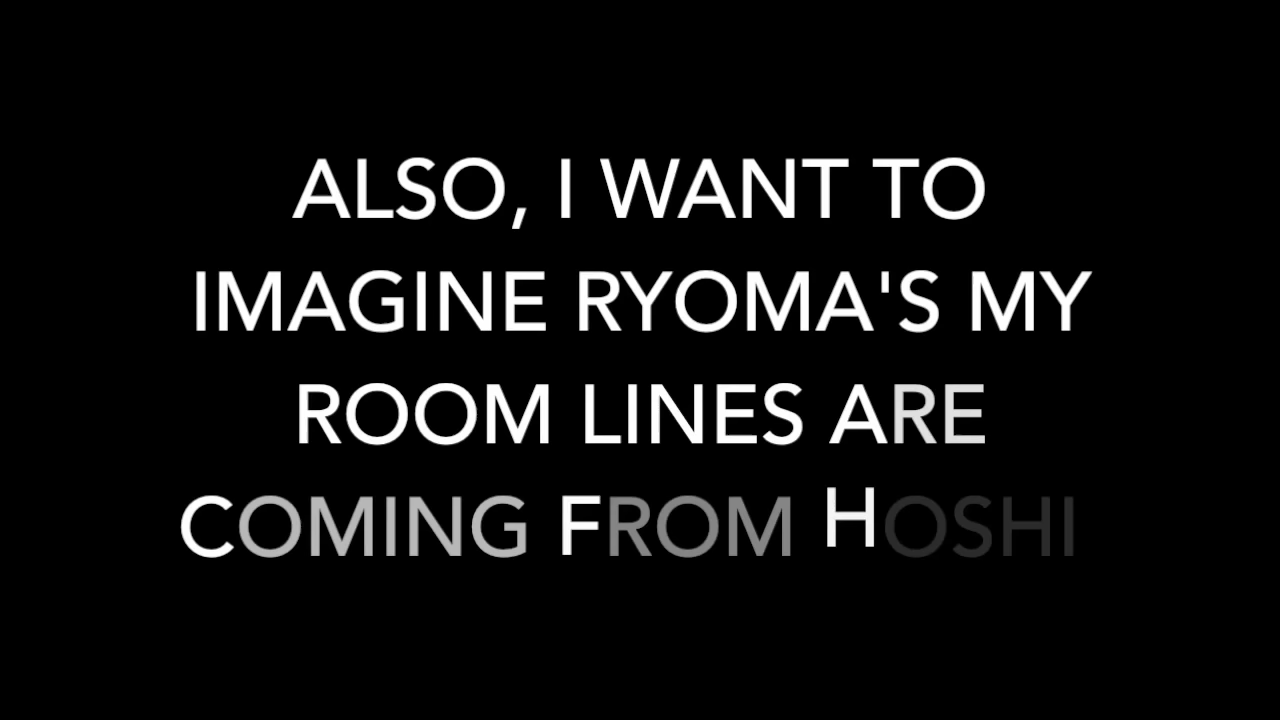 ALSO, I WANT TO
IMAGINE RYOMA'S MY
ROOM LINES ARE
COMING FROM HOSHI